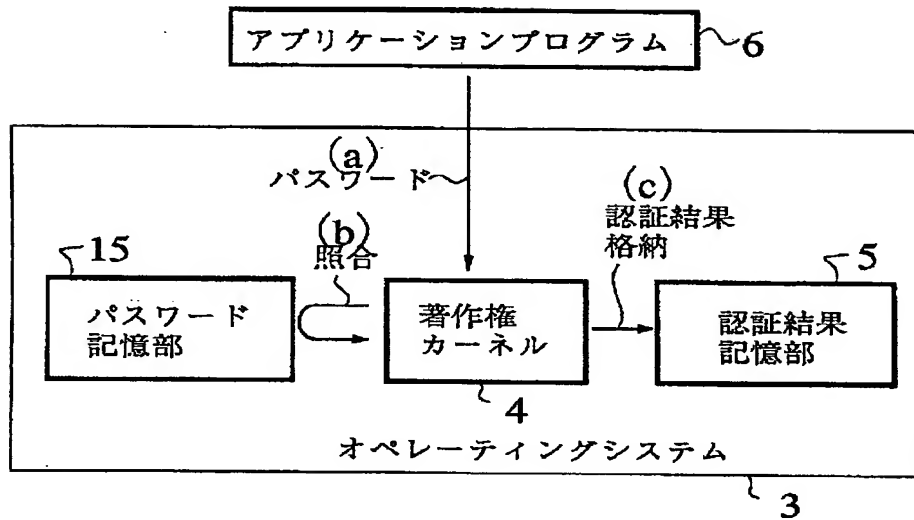 アプリケーションプログラム
6
(a)
パスワード
(b)
照合
(c)
認証結果
格納
15
パスワード
記憶部
著作権
カーネル
4
5
認証結果
記憶部
オペレーティングシステム
3